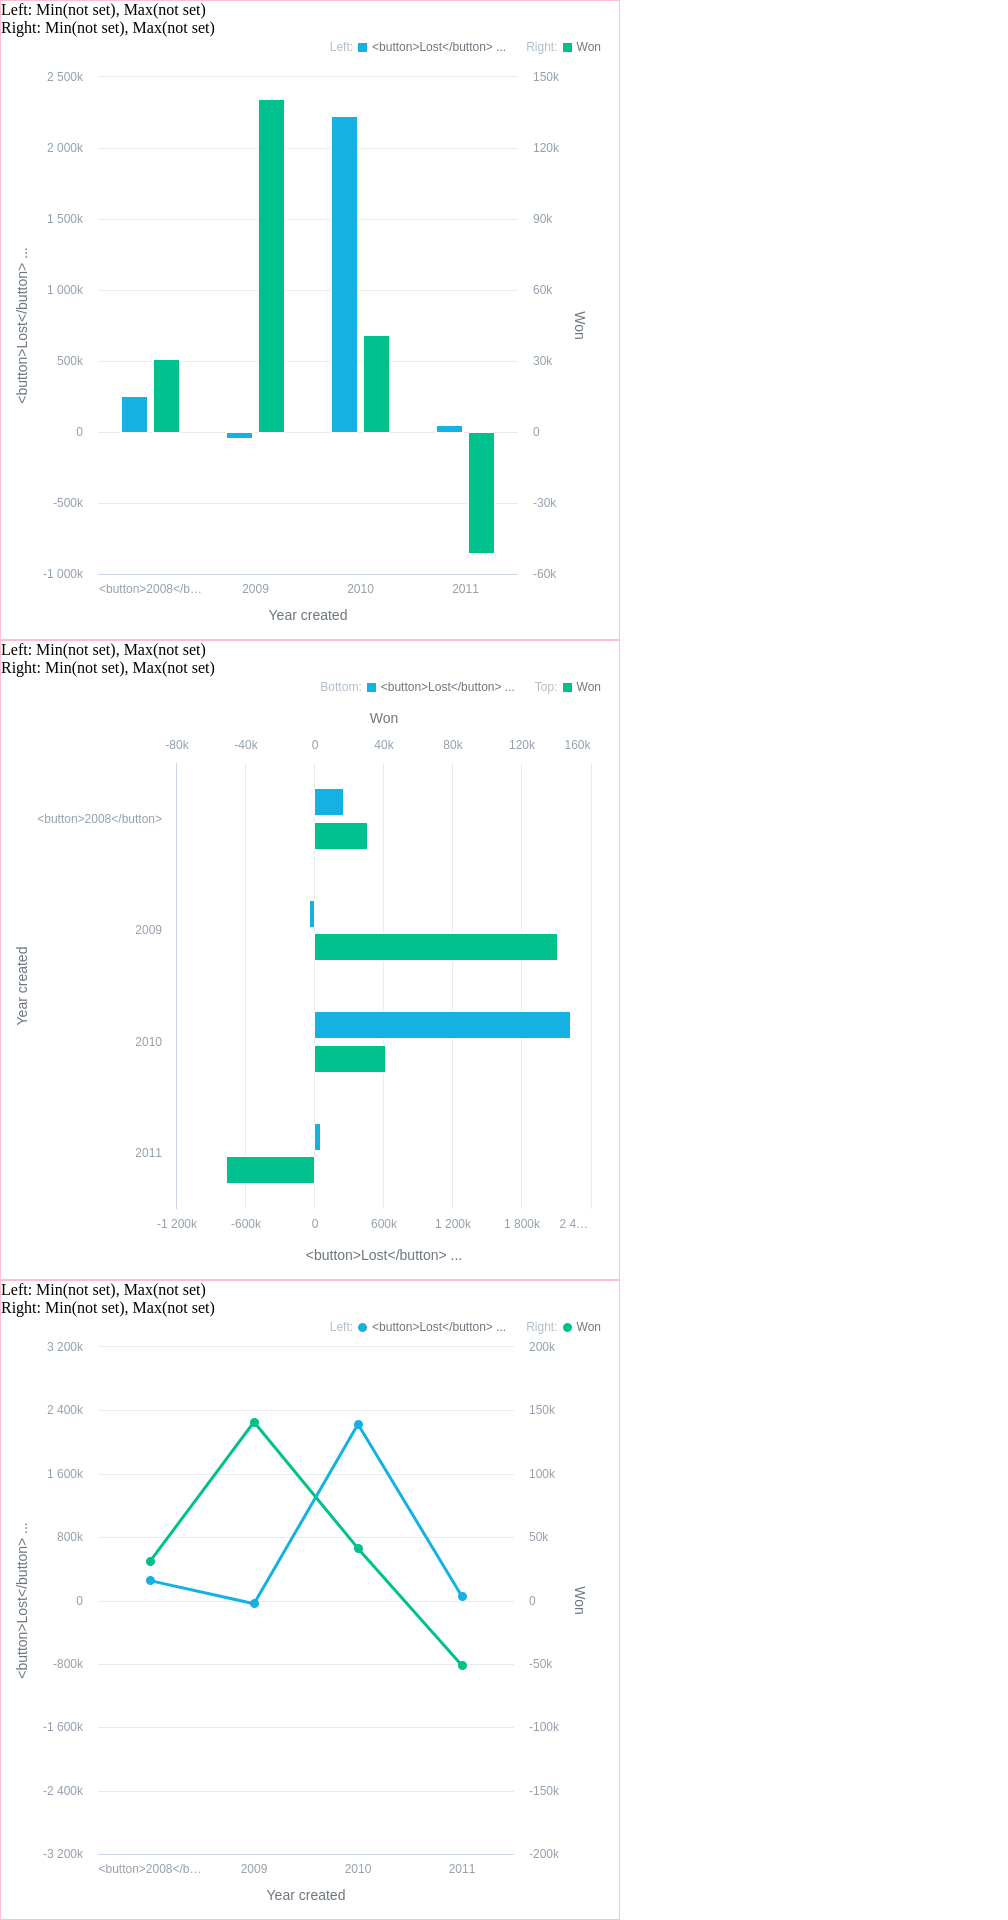 Left: Min(not set), Max(not set)
Right: Min(not set), Max(not set)
Left: <button>Lost</button> ... Right: Won
2 500k 150k
2 000k 120k
1 500k 90k
1 000k 60k
500k 30k
0 0
-500k -30k
-1 000k -60k
<button>Lost</button> ...
Won
<button>2008</b… 2009 2010 2011
Year created
Left: Min(not set), Max(not set)
Right: Min(not set), Max(not set)
Bottom: <button>Lost</button> ... Top: Won
Won
-80k -40k 0 40k 80k 120k 160k
<button>2008</button>
2009
2010
2011
Year created
-1 200k -600k 0 600k 1 200k 1 800k 2 4…
<button>Lost</button> ...
Left: Min(not set), Max(not set)
Right: Min(not set), Max(not set)
Left: <button>Lost</button> ... Right: Won
3 200k 200k
2 400k 150k
1 600k 100k
800k 50k
0 0
-800k -50k
-1 600k -100k
-2 400k -150k
-3 200k -200k
<button>Lost</button> ...
Won
<button>2008</b… 2009 2010 2011
Year created